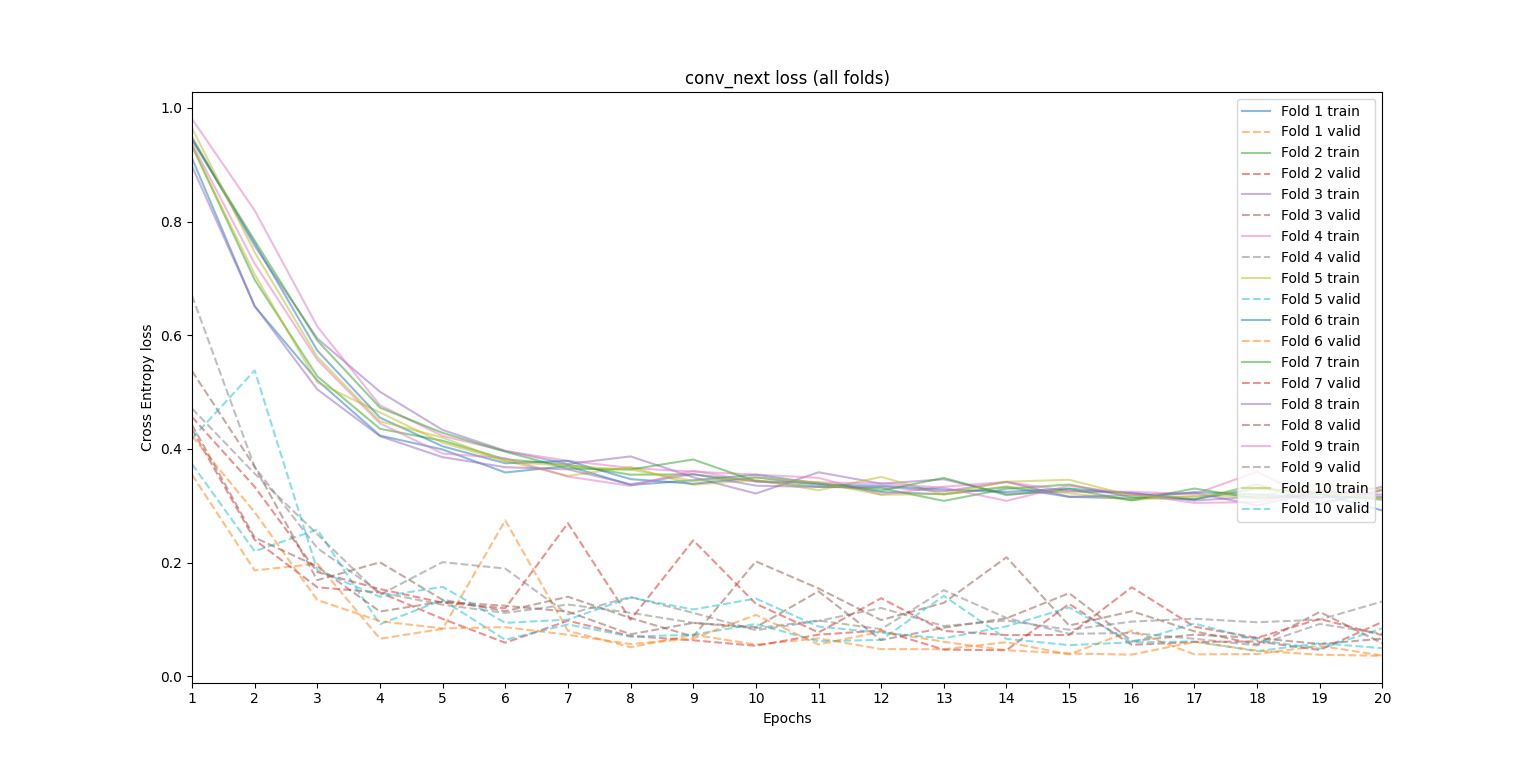 conv_next loss (all folds)
1.0
0.8
0.6
0.4
0.2
0.0
Cross Entropy loss
1 2 3 4 5 6 7 8 9 10 11 12 13 14 15 16 17 18 19 20
Epochs
Fold 1 train
Fold 1 valid
Fold 2 train
Fold 2 valid
Fold 3 train
Fold 3 valid
Fold 4 train
Fold 4 valid
Fold 5 train
Fold 5 valid
Fold 6 train
Fold 6 valid
Fold 7 train
Fold 7 valid
Fold 8 train
Fold 8 valid
Fold 9 train
Fold 9 valid
Fold 10 train
Fold 10 valid